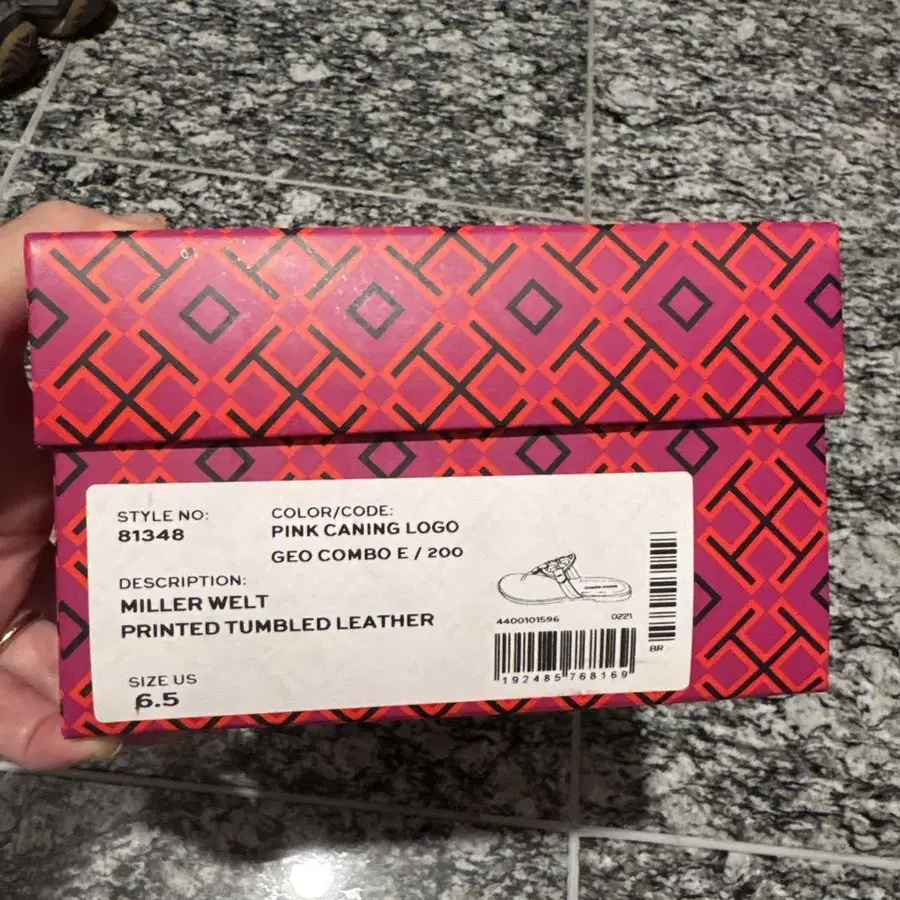 STYLE NO:
81348
COLOR/CODE:
PINK CANING LOGO
GEO COMBO E / 200
DESCRIPTION:
MILLER WELT
PRINTED TUMBLED LEATHER
SIZE US
6.5
4400101596 0221
192485 768169
BR